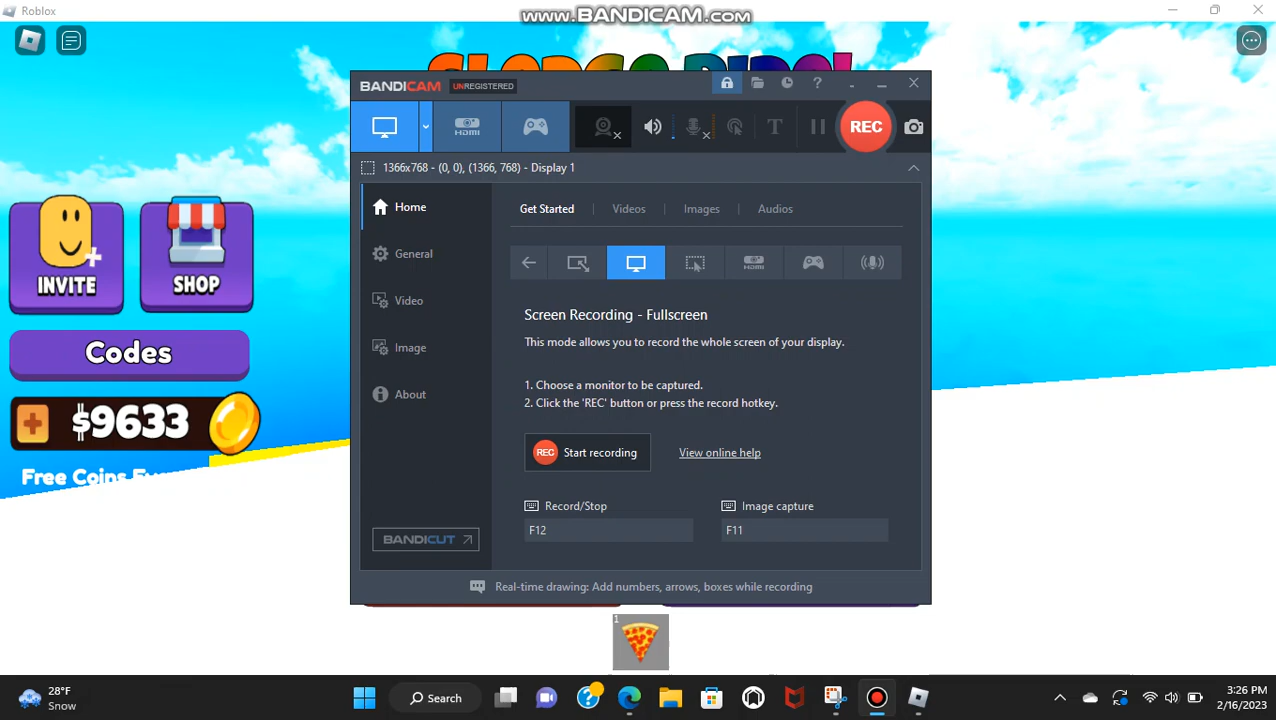 Roblox
www.BANDICAM.com
BANDICAM UNREGISTERED
HDMI
REC
1366x768 - (0, 0), (1366, 768) - Display 1
Home
General
Video
Image
About
BANDICUT
Get Started
Videos
Images
Audios
HDMI
Screen Recording - Fullscreen
This mode allows you to record the whole screen of your display.
1. Choose a monitor to be captured.
2. Click the 'REC' button or press the record hotkey.
REC Start recording
View online help
Record/Stop
Image capture
F12
F11
Real-time drawing: Add numbers, arrows, boxes while recording
INVITE
SHOP
Codes
$9633
Free Coins
1
28°F
Snow
Search
3:26 PM
2/16/2023